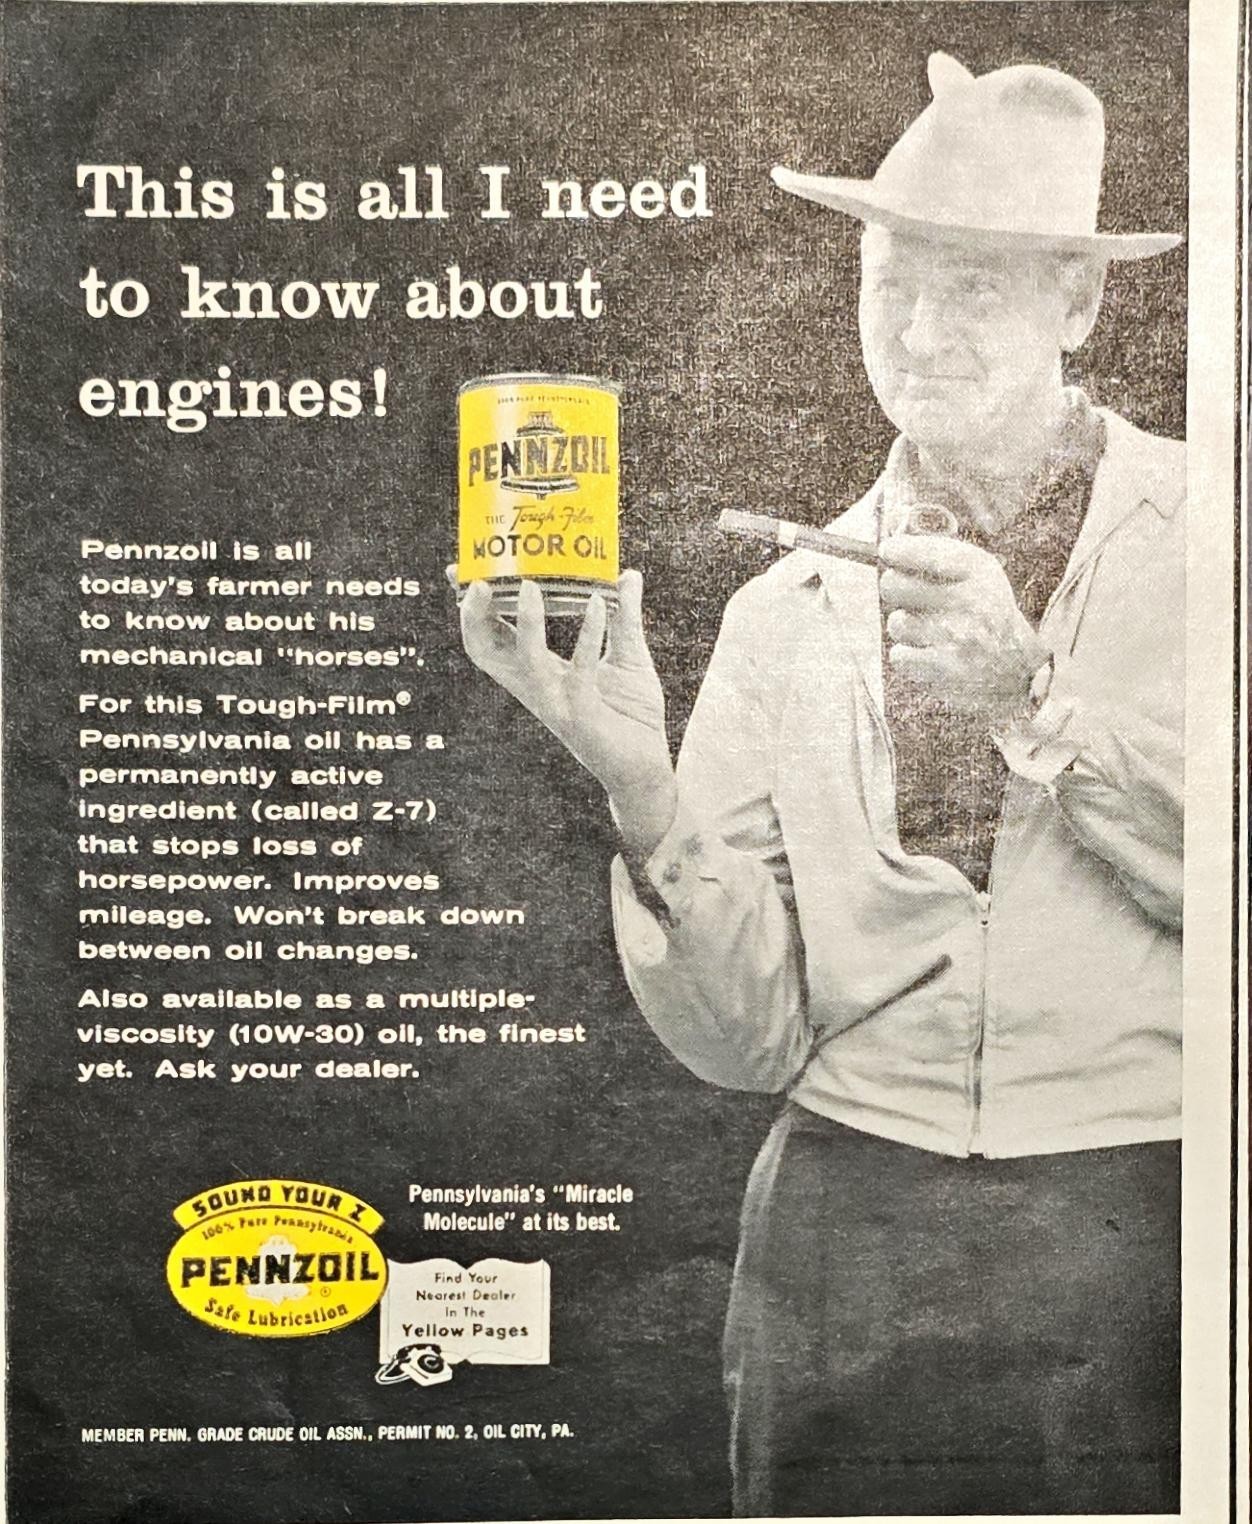 This is all I need
to know about
engines!
100% PURE PENNSYLVANIA
PENNZOIL
THE Tough-Film
MOTOR OIL
Pennzoil is all
today's farmer needs
to know about his
mechanical "horses".
For this Tough-Film®
Pennsylvania oil has a
permanently active
ingredient (called Z-7)
that stops loss of
horsepower. Improves
mileage. Won't break down
between oil changes.
Also available as a multiple-
viscosity (10W-30) oil, the finest
yet. Ask your dealer.
SOUND YOUR Z
100% Pure Pennsylvania
PENNZOIL
®
Safe Lubrication
Pennsylvania's "Miracle
Molecule" at its best.
Find Your
Nearest Dealer
In The
Yellow Pages
MEMBER PENN. GRADE CRUDE OIL ASSN., PERMIT NO. 2, OIL CITY, PA.